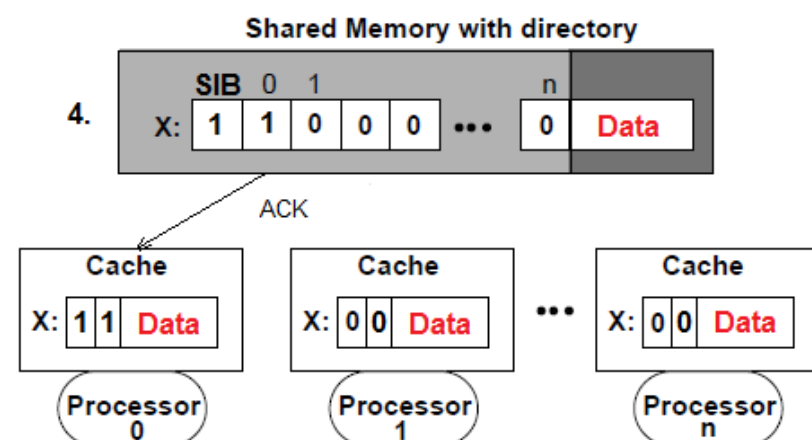 Shared Memory with directory
SIB 0 1 n
4. X: 1 1 0 0 0 ••• 0 Data
ACK
Cache Cache Cache
X: 1 1 Data X: 0 0 Data ••• X: 0 0 Data
Processor Processor Processor
0 1 n